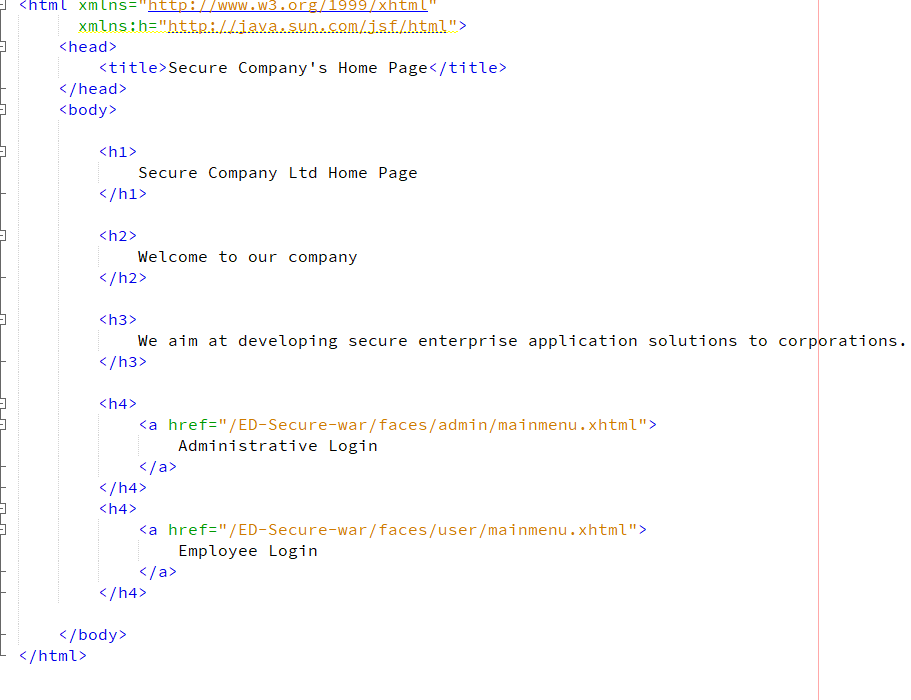 <html xmlns="http://www.w3.org/1999/xhtml"
xmlns:h="http://java.sun.com/jsf/html">
<head>
<title>Secure Company's Home Page</title>
</head>
<body>
<h1>
Secure Company Ltd Home Page
</h1>
<h2>
Welcome to our company
</h2>
<h3>
We aim at developing secure enterprise application solutions to corporations.
</h3>
<h4>
<a href="/ED-Secure-war/faces/admin/mainmenu.xhtml">
Administrative Login
</a>
</h4>
<h4>
<a href="/ED-Secure-war/faces/user/mainmenu.xhtml">
Employee Login
</a>
</h4>
</body>
</html>